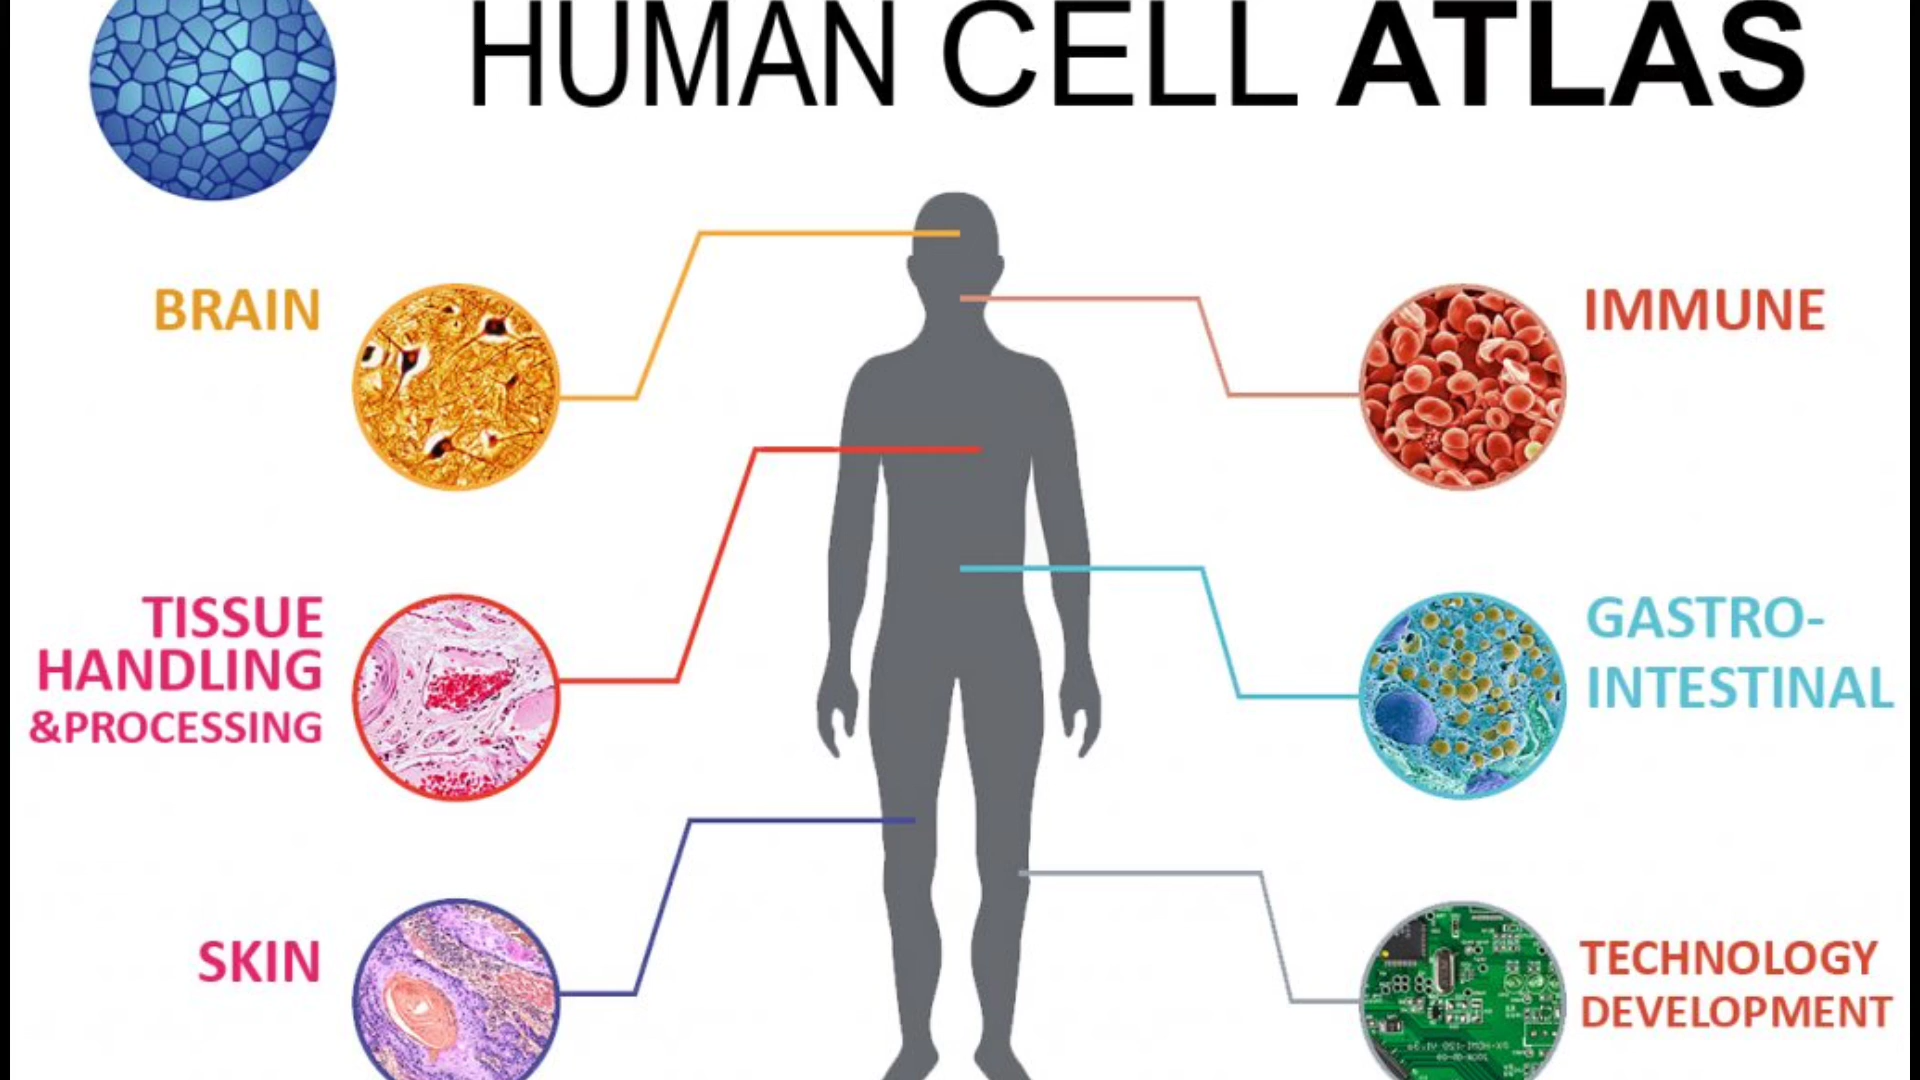 HUMAN CELL ATLAS
BRAIN
IMMUNE
TISSUE
HANDLING
&PROCESSING
GASTRO-
INTESTINAL
SKIN
TECHNOLOGY
DEVELOPMENT